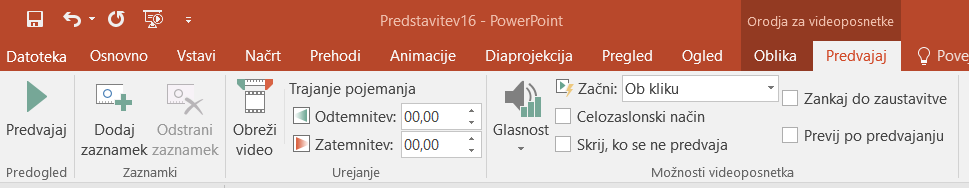 Predstavitev16 - PowerPoint
Orodja za videoposnetke
Datoteka Osnovno Vstavi Načrt Prehodi Animacije Diaprojekcija Pregled Ogled Oblika Predvajaj Pove
Predvajaj
Predogled
Dodaj zaznamek
Odstrani zaznamek
Zaznamki
Obreži video
Trajanje pojemanja
Odtemnitev: 00,00
Zatemnitev: 00,00
Urejanje
Glasnost
Začni: Ob kliku
Celozaslonski način
Skrij, ko se ne predvaja
Zankaj do zaustavitve
Previj po predvajanju
Možnosti videoposnetka